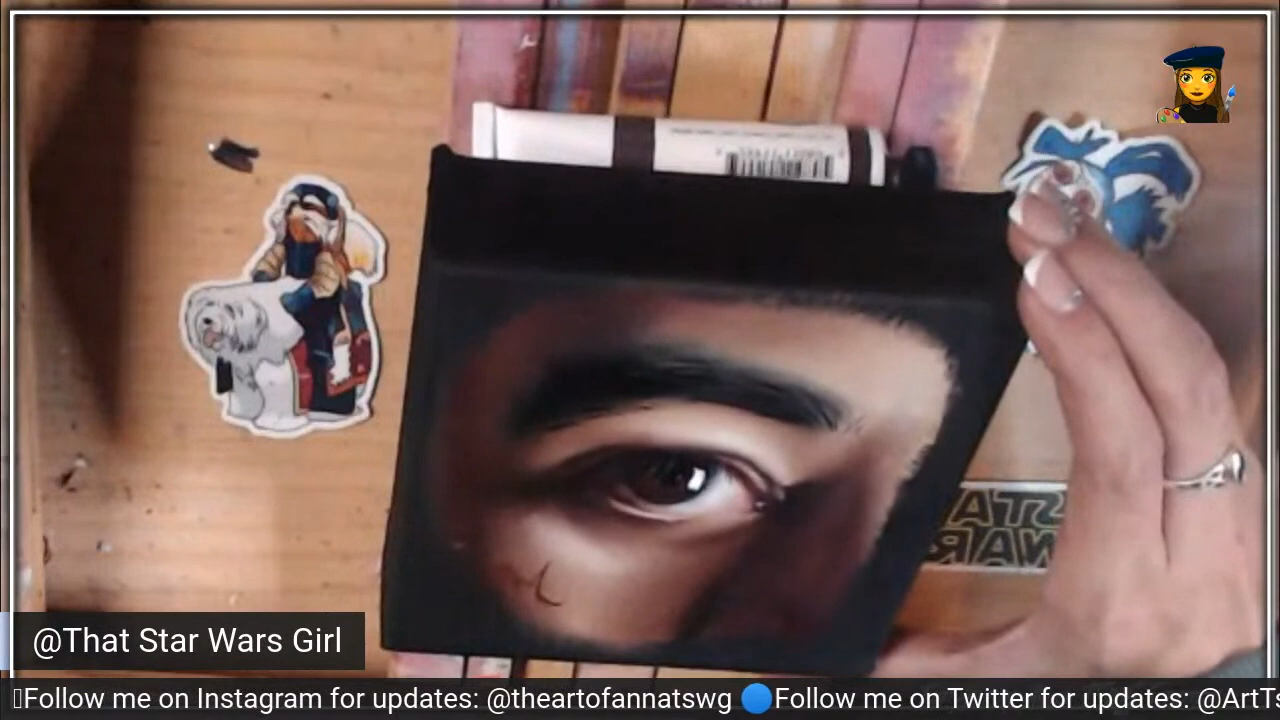 STAR
WARS
@That Star Wars Girl
Follow me on Instagram for updates: @theartofannatswg 🔵Follow me on Twitter for updates: @ArtTs